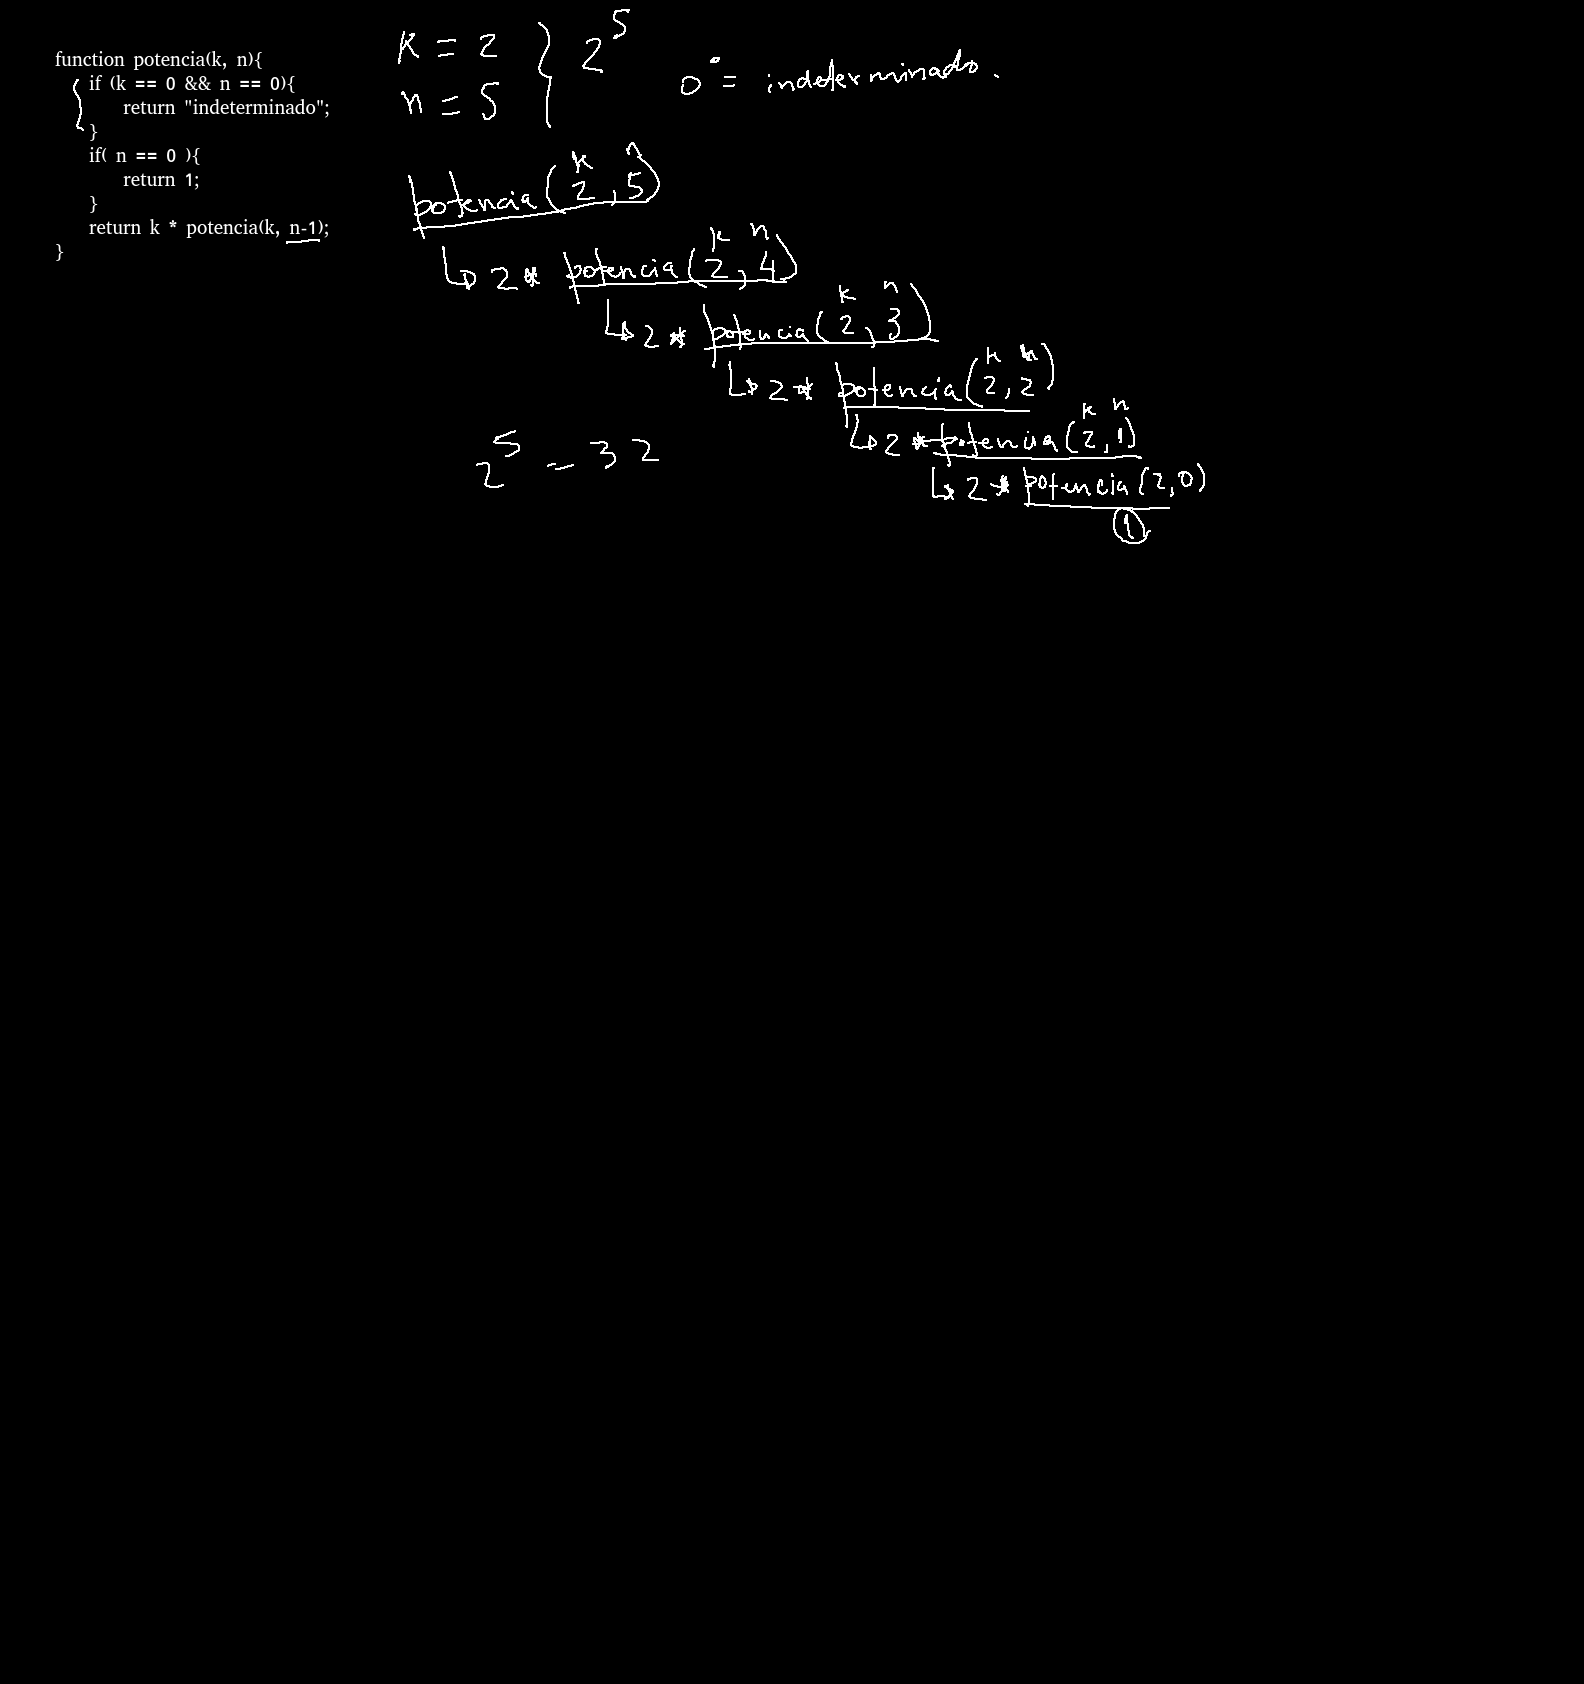 function potencia(k, n){
if (k == 0 && n == 0){
return "indeterminado";
}
if( n == 0 ){
return 1;
}
return k * potencia(k, n-1);
}
K = 2
n = 5
2^5
0° = indeterminado.
k n
potencia(2, 5)
k n
2 * potencia(2, 4)
k n
2 * potencia(2, 3)
k n
2 * potencia(2, 2)
k n
2 * potencia(2, 1)
2 * potencia(2, 0)
1
2^5 = 32